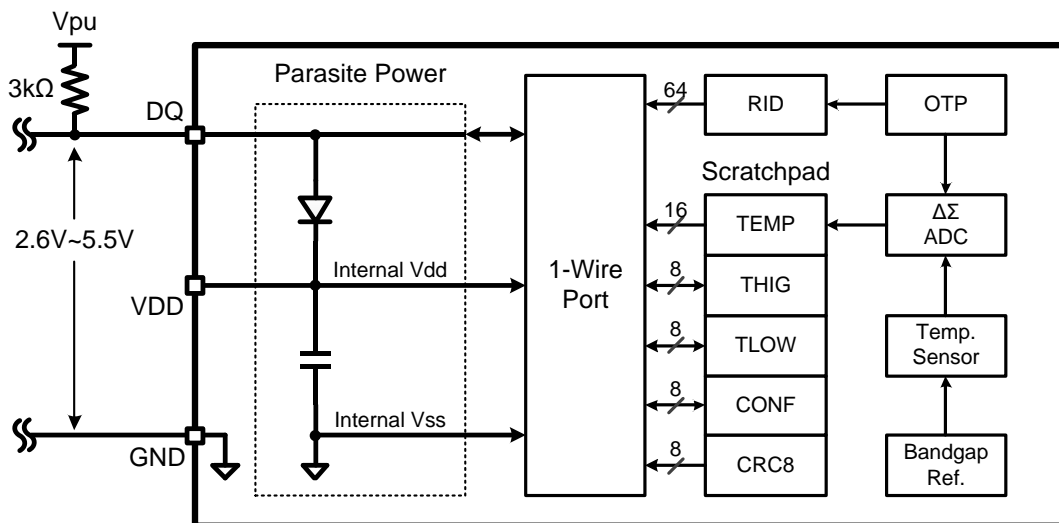 Vpu
3kΩ
DQ
2.6V~5.5V
VDD
GND
Parasite Power
Internal Vdd
Internal Vss
1-Wire
Port
64
RID
OTP
Scratchpad
16
TEMP
ΔΣ
ADC
8
THIG
8
TLOW
Temp.
Sensor
8
CONF
8
CRC8
Bandgap
Ref.